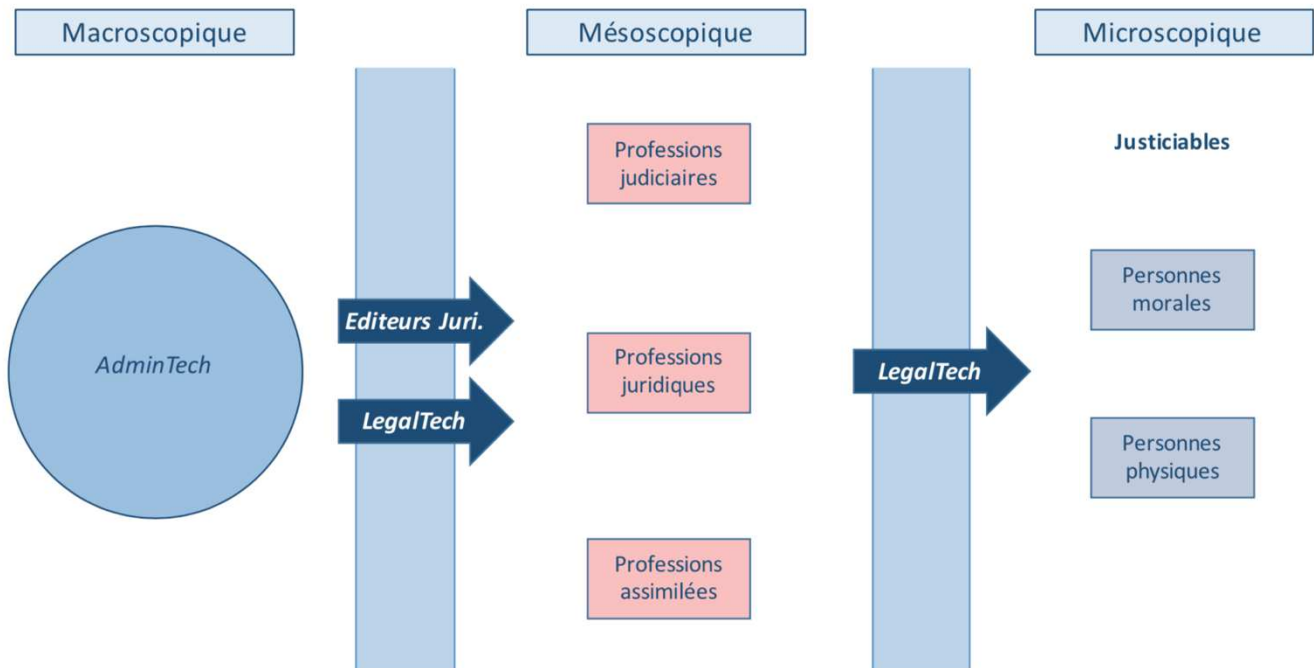 Macroscopique
Mésoscopique
Microscopique
AdminTech
Editeurs Juri.
LegalTech
Professions
judiciaires
Professions
juridiques
Professions
assimilées
LegalTech
Justiciables
Personnes
morales
Personnes
physiques